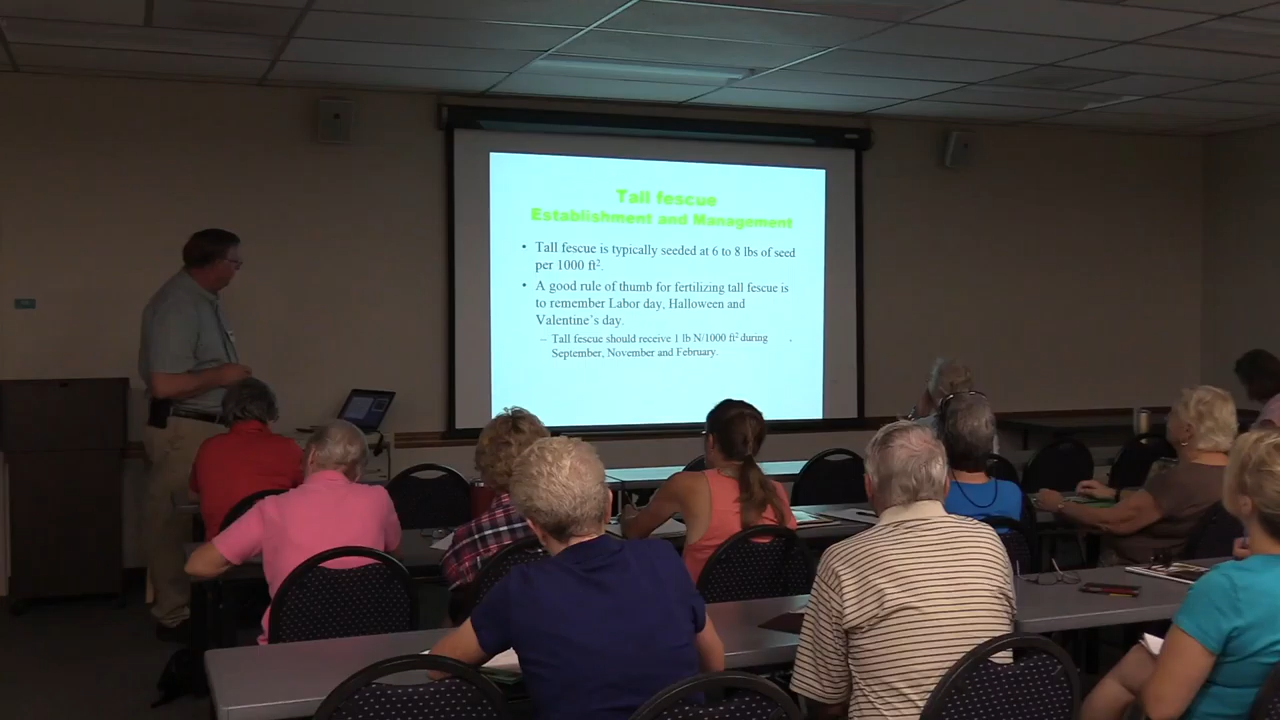 Tall fescue
Establishment and Management
• Tall fescue is typically seeded at 6 to 8 lbs of seed
per 1000 ft².
• A good rule of thumb for fertilizing tall fescue is
to remember Labor day, Halloween and
Valentine's day.
– Tall fescue should receive 1 lb N/1000 ft² during
September, November and February.